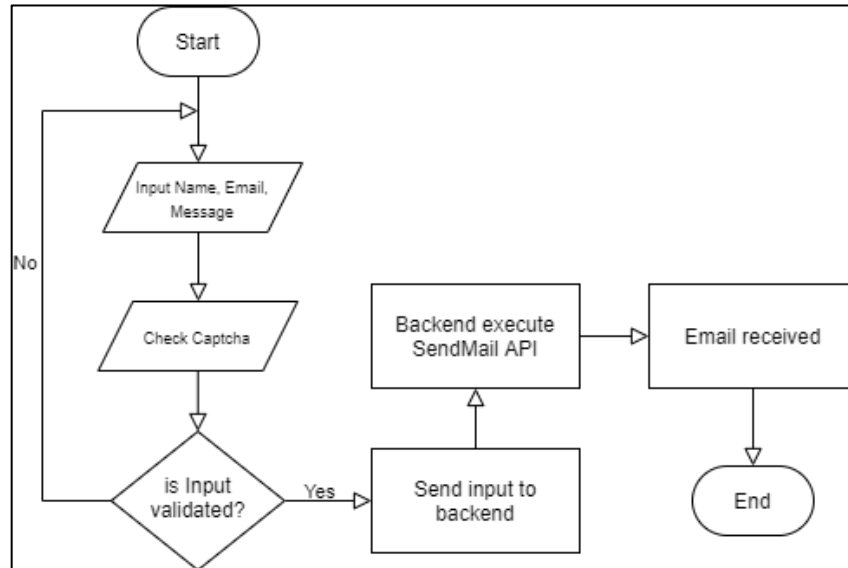 Start
Input Name, Email,
Message
No
Check Captcha
is Input
validated?
Yes
Send input to
backend
Backend execute
SendMail API
Email received
End